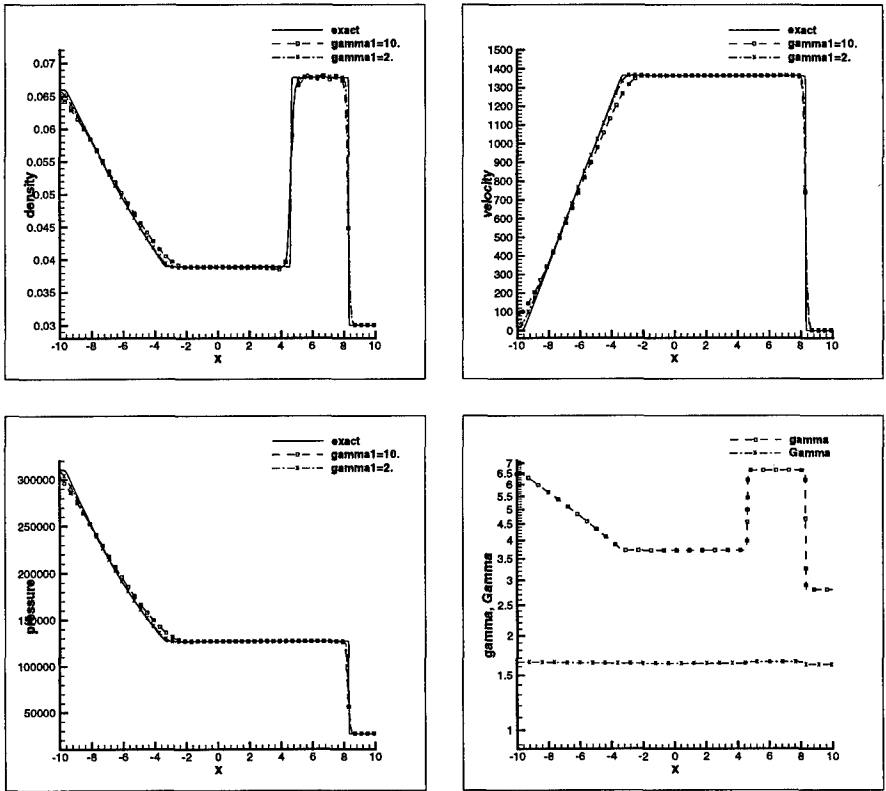 exact
gamma1=10.
gamma1=2.
0.07
0.065
0.06
0.055
0.05
0.045
0.04
0.035
0.03
density
-10 -8 -6 -4 -2 0 2 4 6 8 10
X
exact
gamma1=10.
gamma1=2.
1500
1400
1300
1200
1100
1000
900
800
700
600
500
400
300
200
100
0
velocity
-10 -8 -6 -4 -2 0 2 4 6 8 10
X
exact
gamma1=10.
gamma1=2.
300000
250000
200000
150000
100000
50000
pressure
-10 -8 -6 -4 -2 0 2 4 6 8 10
X
gamma
Gamma
7
6.5
6
5.5
5
4.5
4
3.5
3
2.5
2
1.5
1
gamma, Gamma
-10 -8 -6 -4 -2 0 2 4 6 8 10
X